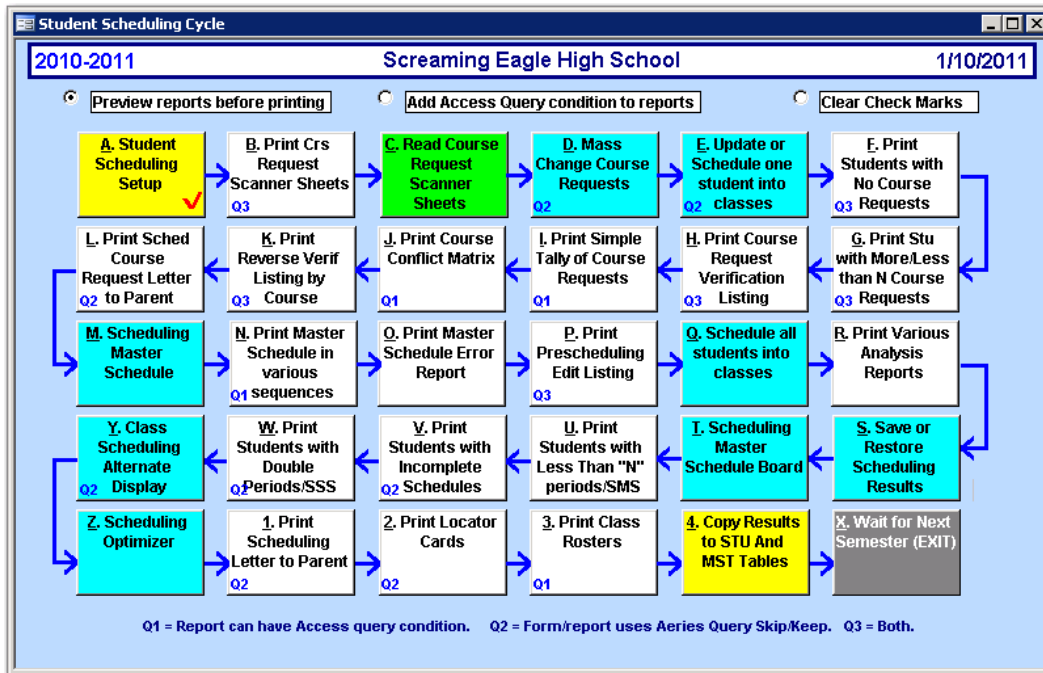 Student Scheduling Cycle
2010-2011 Screaming Eagle High School 1/10/2011
Preview reports before printing Add Access Query condition to reports Clear Check Marks
A. Student
Scheduling
Setup
B. Print Crs
Request
Scanner Sheets
Q3
C. Read Course
Request
Scanner
Sheets
D. Mass
Change Course
Requests
Q2
E. Update or
Schedule one
student into
Q2 classes
F. Print
Students with
No Course
Q3 Requests
L. Print Sched
Course
Request Letter
Q2 to Parent
K. Print
Reverse Verif
Listing by
Q3 Course
J. Print Course
Conflict Matrix
Q1
I. Print Simple
Tally of Course
Requests
Q1
H. Print Course
Request
Verification
Q3 Listing
G. Print Stu
with More/Less
than N Course
Q3 Requests
M. Scheduling
Master
Schedule
N. Print Master
Schedule in
various
Q1 sequences
O. Print Master
Schedule Error
Report
P. Print
Prescheduling
Edit Listing
Q3
Q. Schedule all
students into
classes
R. Print Various
Analysis
Reports
Y. Class
Scheduling
Alternate
Q2 Display
W. Print
Students with
Double
Q2 Periods/SSS
V. Print
Students with
Incomplete
Q2 Schedules
U. Print
Students with
Less Than "N"
periods/SMS
T. Scheduling
Master
Schedule Board
S. Save or
Restore
Scheduling
Results
Z. Scheduling
Optimizer
1. Print
Scheduling
Letter to Parent
Q2
2. Print Locator
Cards
Q2
3. Print Class
Rosters
Q1
4. Copy Results
to STU And
MST Tables
X. Wait for Next
Semester (EXIT)
Q1 = Report can have Access query condition. Q2 = Form/report uses Aeries Query Skip/Keep. Q3 = Both.